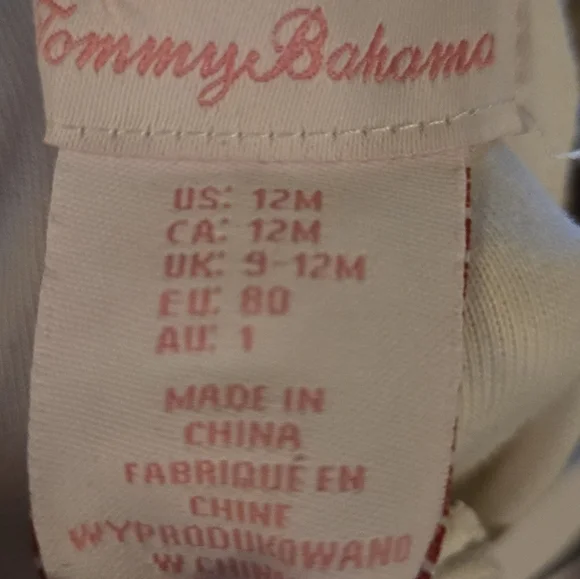 Tommy Bahama
US: 12M
CA: 12M
UK: 9-12M
EU: 80
AU: 1
MADE IN
CHINA
FABRIQUÉ EN
CHINE
WYPRODUKOWANO
W CHINA